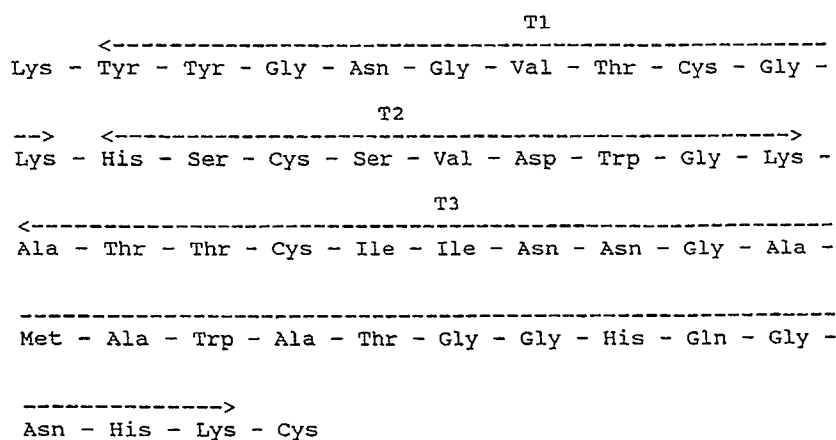 T1
<---------------------------------------------
Lys - Tyr - Tyr - Gly - Asn - Gly - Val - Thr - Cys - Gly -
-->   T2
<------------------------------------------->
Lys - His - Ser - Cys - Ser - Val - Asp - Trp - Gly - Lys -
T3
<--------------------------------------------------
Ala - Thr - Thr - Cys - Ile - Ile - Asn - Asn - Gly - Ala -
--------------------------------------------------
Met - Ala - Trp - Ala - Thr - Gly - Gly - His - Gln - Gly -
-------------->
Asn - His - Lys - Cys